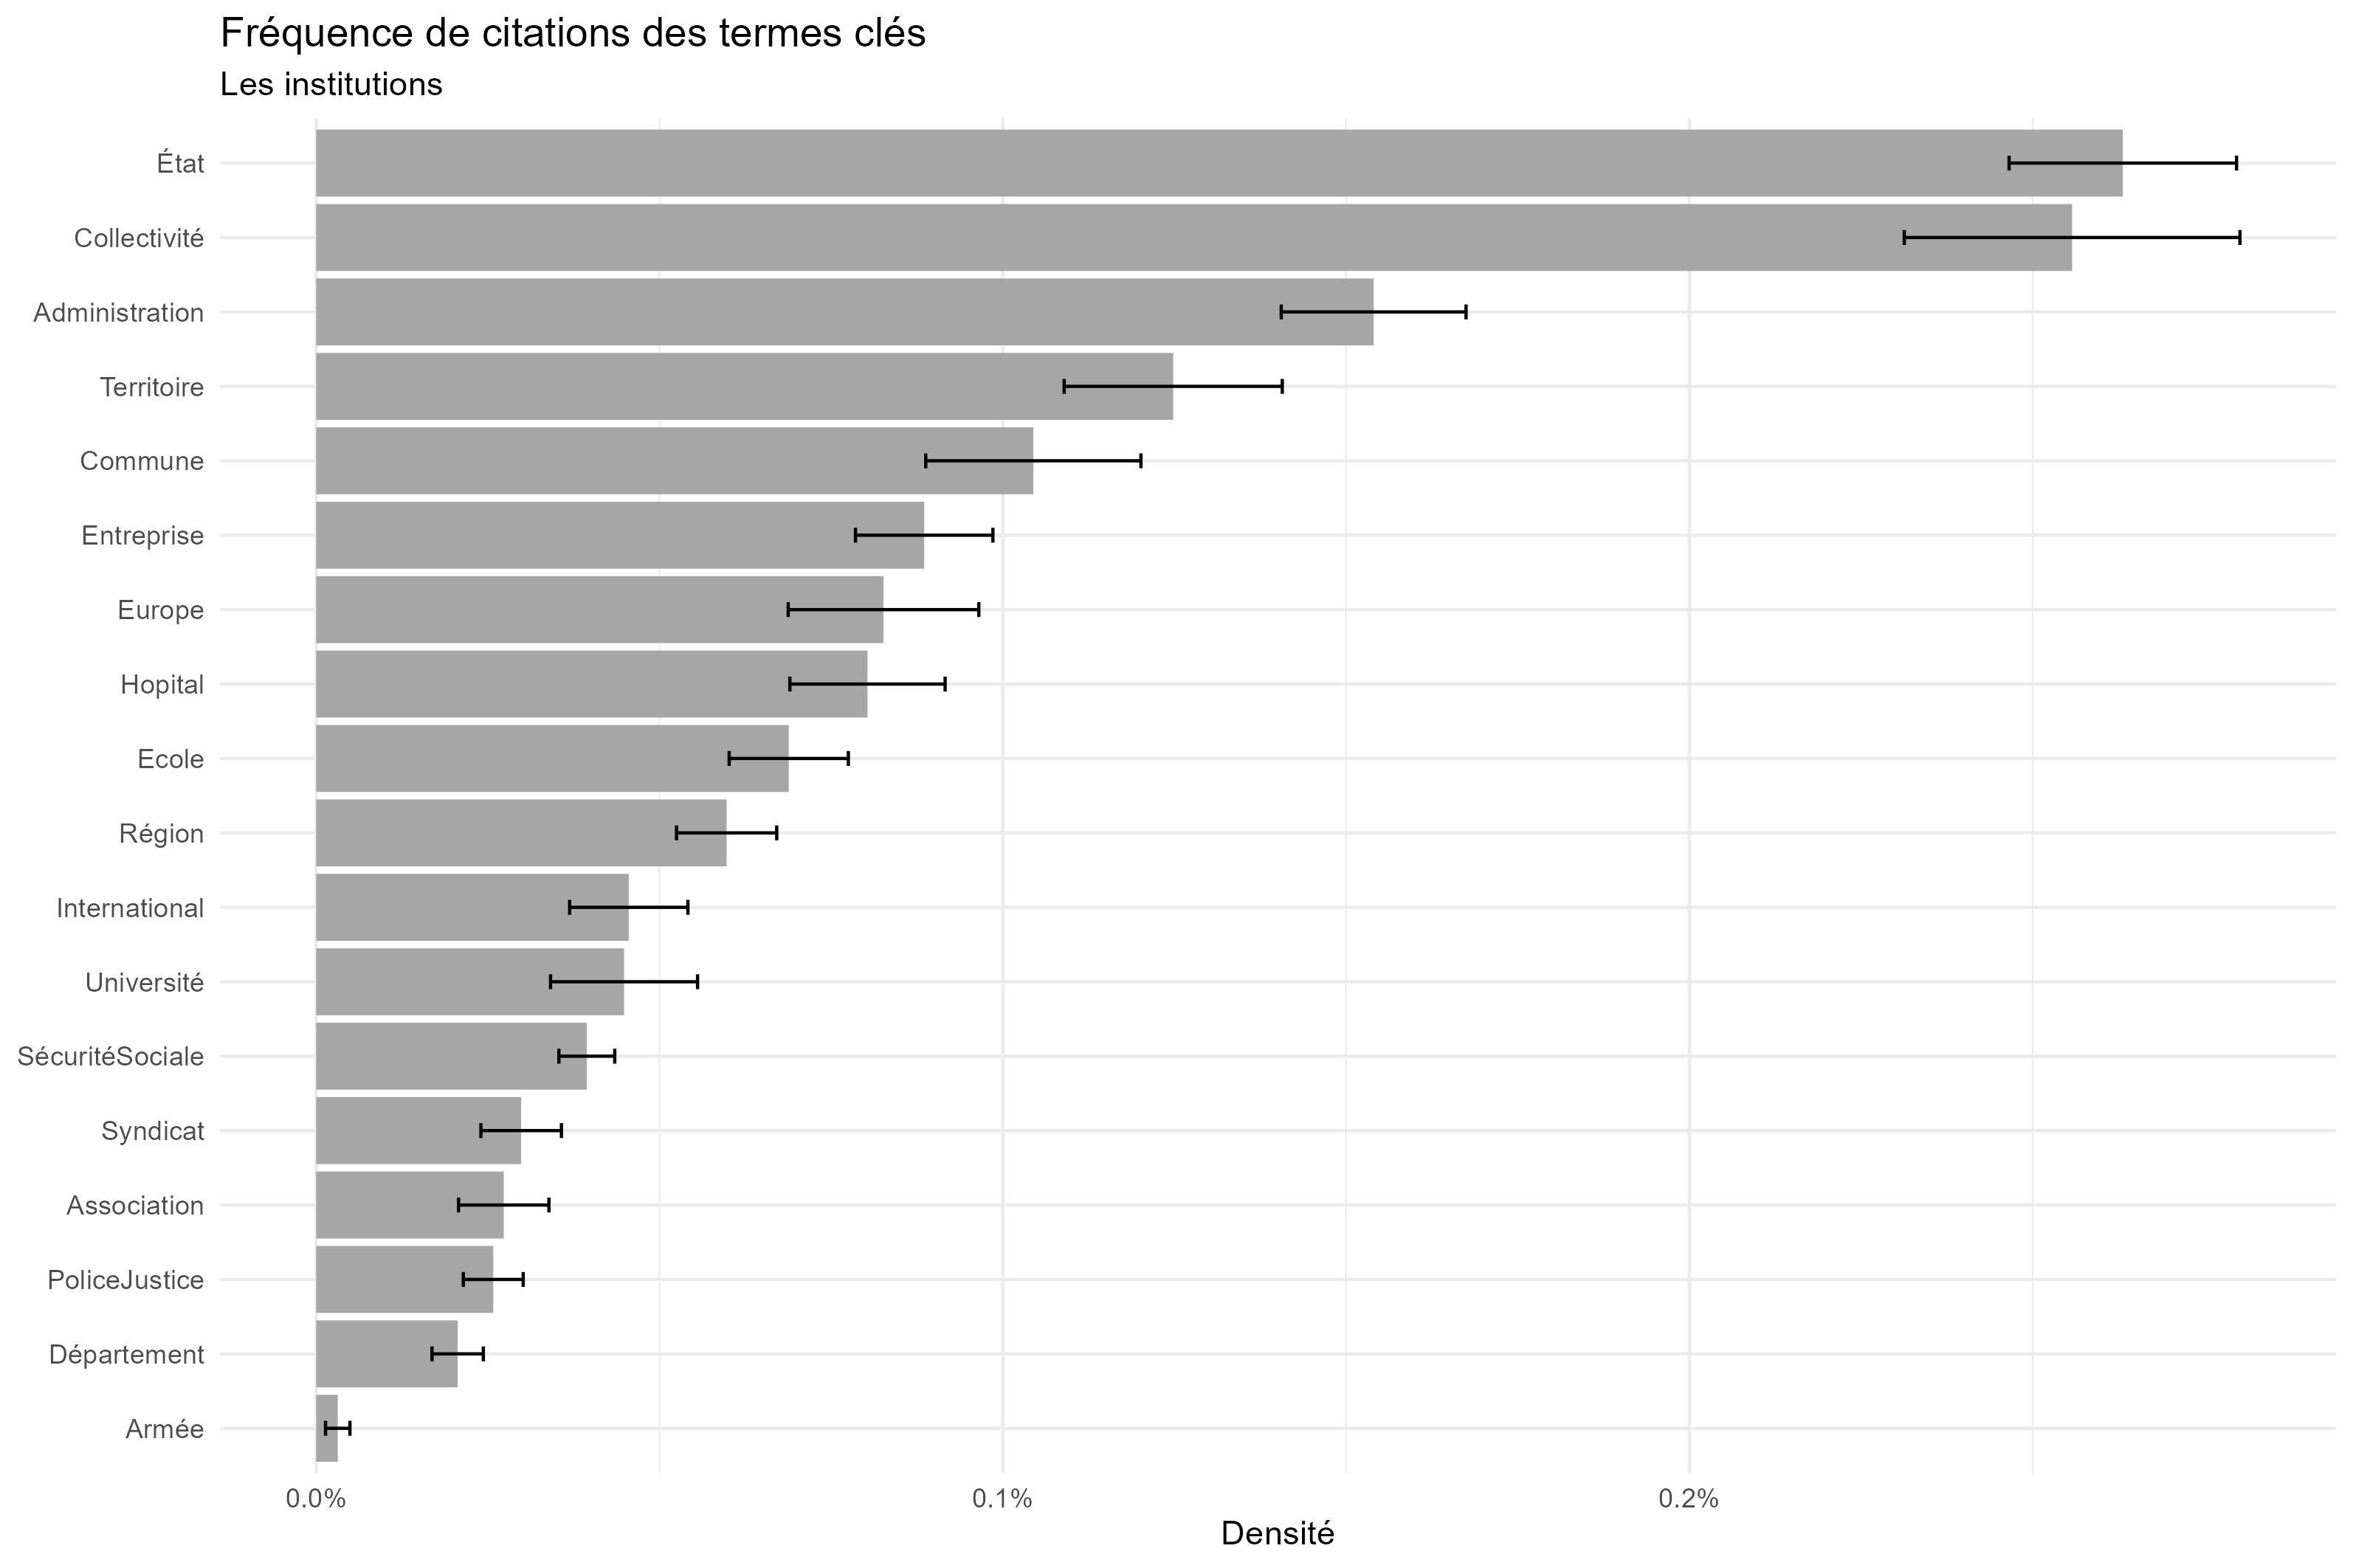 Fréquence de citations des termes clés
Les institutions
État
Collectivité
Administration
Territoire
Commune
Entreprise
Europe
Hopital
Ecole
Région
International
Université
SécuritéSociale
Syndicat
Association
PoliceJustice
Département
Armée
0.0% 0.1% 0.2%
Densité